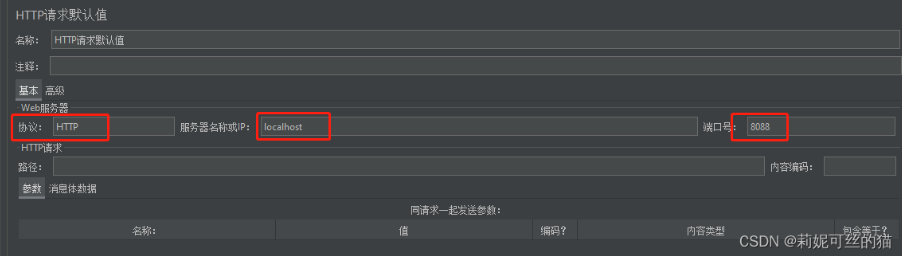 HTTP请求默认值
名称: HTTP请求默认值
注释:
基本 高级
Web服务器
协议: HTTP 服务器名称或IP: localhost 端口号: 8088
HTTP请求
路径: 内容编码:
参数 消息体数据
同请求一起发送参数:
名称: 值 编码? 内容类型 包含等于?
CSDN @莉妮可丝的猫